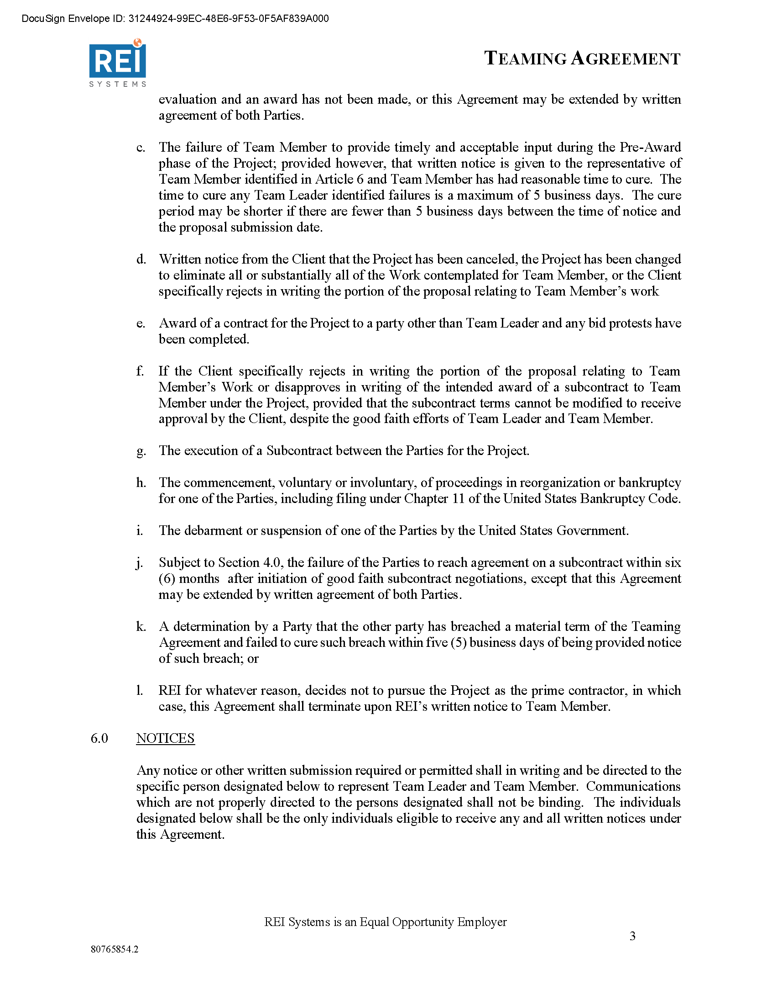 DocuSign Envelope ID: 31244924-99EC-48E6-9F53-0F5AF839A000
REI
SYSTEMS
TEAMING AGREEMENT
evaluation and an award has not been made, or this Agreement may be extended by written
agreement of both Parties.
c. The failure of Team Member to provide timely and acceptable input during the Pre-Award
phase of the Project; provided however, that written notice is given to the representative of
Team Member identified in Article 6 and Team Member has had reasonable time to cure. The
time to cure any Team Leader identified failures is a maximum of 5 business days. The cure
period may be shorter if there are fewer than 5 business days between the time of notice and
the proposal submission date.
d. Written notice from the Client that the Project has been canceled, the Project has been changed
to eliminate all or substantially all of the Work contemplated for Team Member, or the Client
specifically rejects in writing the portion of the proposal relating to Team Member’s work
e. Award of a contract for the Project to a party other than Team Leader and any bid protests have
been completed.
f. If the Client specifically rejects in writing the portion of the proposal relating to Team
Member’s Work or disapproves in writing of the intended award of a subcontract to Team
Member under the Project, provided that the subcontract terms cannot be modified to receive
approval by the Client, despite the good faith efforts of Team Leader and Team Member.
g. The execution of a Subcontract between the Parties for the Project.
h. The commencement, voluntary or involuntary, of proceedings in reorganization or bankruptcy
for one of the Parties, including filing under Chapter 11 of the United States Bankruptcy Code.
i. The debarment or suspension of one of the Parties by the United States Government.
j. Subject to Section 4.0, the failure of the Parties to reach agreement on a subcontract within six
(6) months after initiation of good faith subcontract negotiations, except that this Agreement
may be extended by written agreement of both Parties.
k. A determination by a Party that the other party has breached a material term of the Teaming
Agreement and failed to cure such breach within five (5) business days of being provided notice
of such breach; or
l. REI for whatever reason, decides not to pursue the Project as the prime contractor, in which
case, this Agreement shall terminate upon REI’s written notice to Team Member.
6.0 NOTICES
Any notice or other written submission required or permitted shall in writing and be directed to the
specific person designated below to represent Team Leader and Team Member. Communications
which are not properly directed to the persons designated shall not be binding. The individuals
designated below shall be the only individuals eligible to receive any and all written notices under
this Agreement.
REI Systems is an Equal Opportunity Employer
3
80765854.2